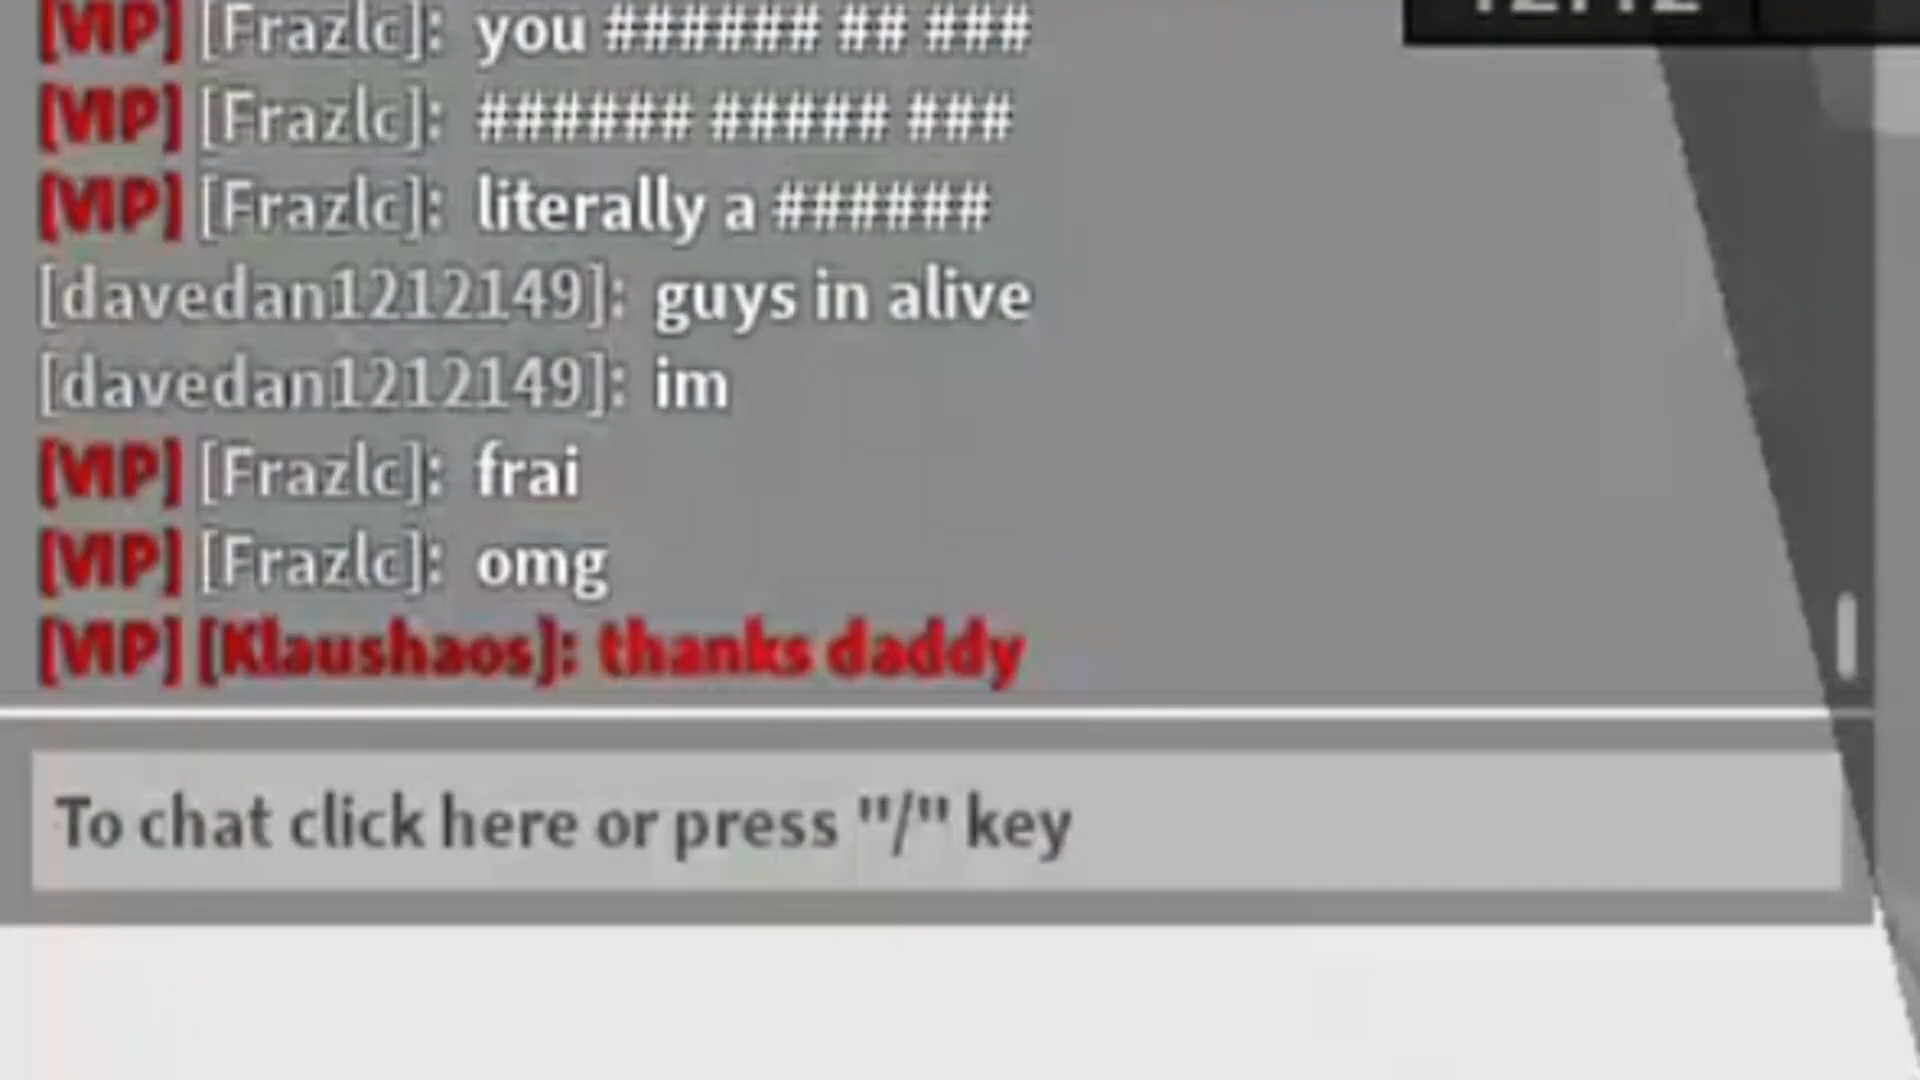 [VIP] [Frazlc]: you ###### ## ###
[VIP] [Frazlc]: ###### ##### ###
[VIP] [Frazlc]: literally a ######
[davedan1212149]: guys in alive
[davedan1212149]: im
[VIP] [Frazlc]: frai
[VIP] [Frazlc]: omg
[VIP] [Klaushaos]: thanks daddy
To chat click here or press "/" key